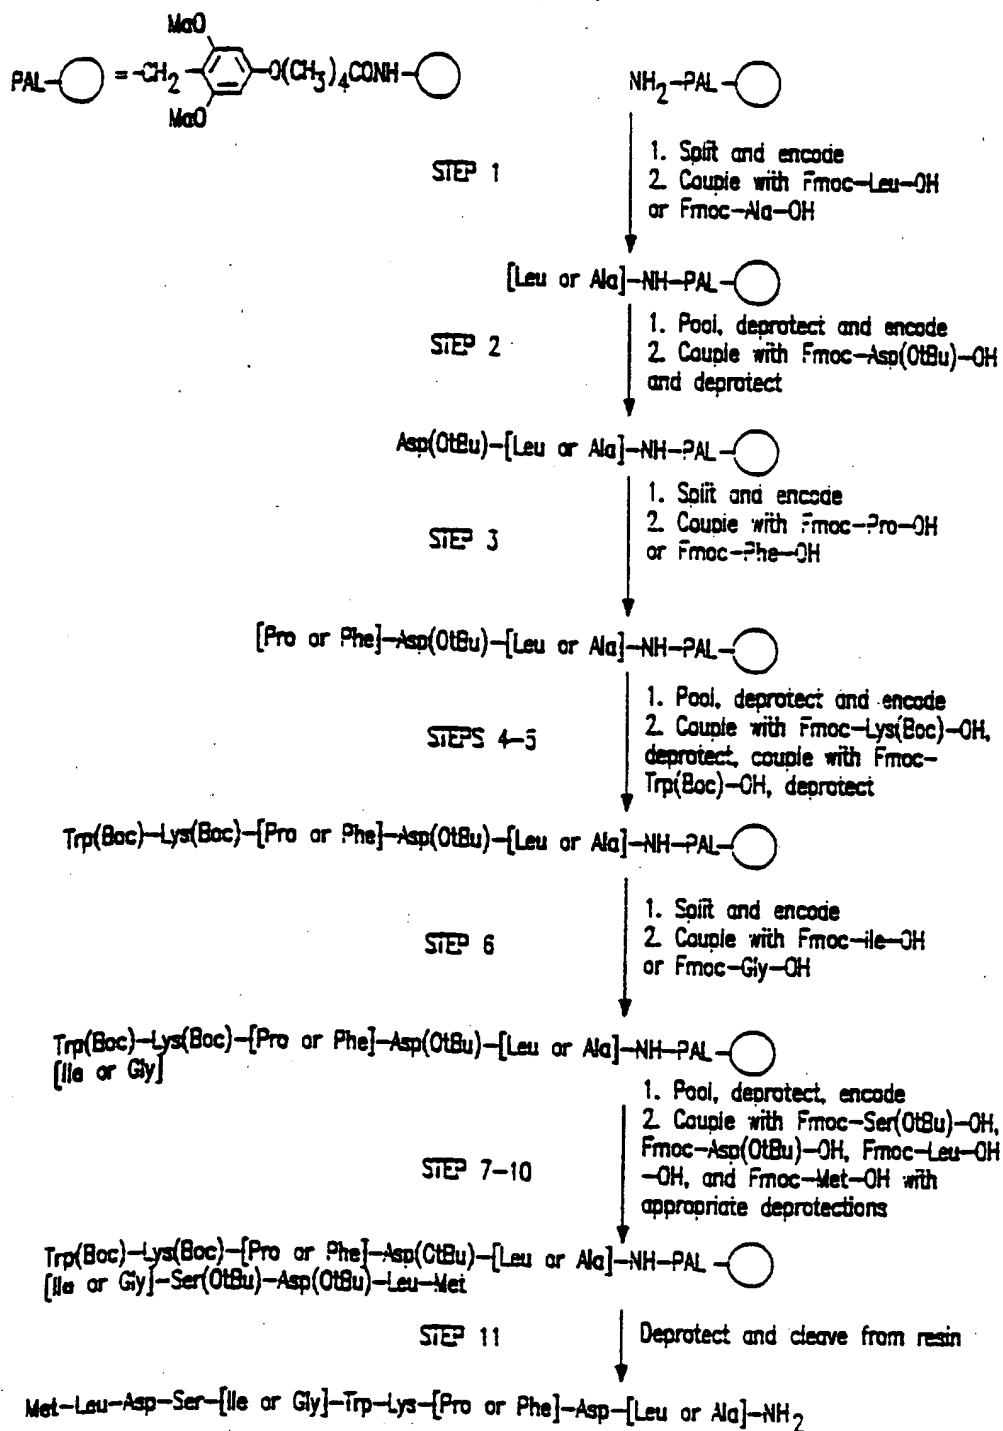 MaO
PAL- =-CH2- -O(CH3)4CONH-
MaO
NH2-PAL-
STEP 1
1. Split and encode
2. Couple with Fmoc-Leu-OH
or Fmoc-Ala-OH
[Leu or Ala]-NH-PAL-
STEP 2
1. Pool, deprotect and encode
2. Couple with Fmoc-Asp(OtBu)-OH
and deprotect
Asp(OtBu)-[Leu or Ala]-NH-PAL-
STEP 3
1. Split and encode
2. Couple with Fmoc-Pro-OH
or Fmoc-Phe-OH
[Pro or Phe]-Asp(OtBu)-[Leu or Ala]-NH-PAL-
STEPS 4-5
1. Pool, deprotect and encode
2. Couple with Fmoc-Lys(Boc)-OH,
deprotect, couple with Fmoc-
Trp(Boc)-OH, deprotect
Trp(Boc)-Lys(Boc)-[Pro or Phe]-Asp(OtBu)-[Leu or Ala]-NH-PAL-
STEP 6
1. Split and encode
2. Couple with Fmoc-ile-OH
or Fmoc-Gly-OH
Trp(Boc)-Lys(Boc)-[Pro or Phe]-Asp(OtBu)-[Leu or Ala]-NH-PAL-
[Ile or Gly]
STEP 7-10
1. Pool, deprotect, encode
2. Couple with Fmoc-Ser(OtBu)-OH,
Fmoc-Asp(OtBu)-OH, Fmoc-Leu-OH
-OH, and Fmoc-Met-OH with
appropriate deprotections
Trp(Boc)-Lys(Boc)-[Pro or Phe]-Asp(OtBu)-[Leu or Ala]-NH-PAL-
[Ile or Gly]-Ser(OtBu)-Asp(OtBu)-Leu-Met
STEP 11
Deprotect and cleave from resin
Met-Leu-Asp-Ser-[Ile or Gly]-Trp-Lys-[Pro or Phe]-Asp-[Leu or Ala]-NH2